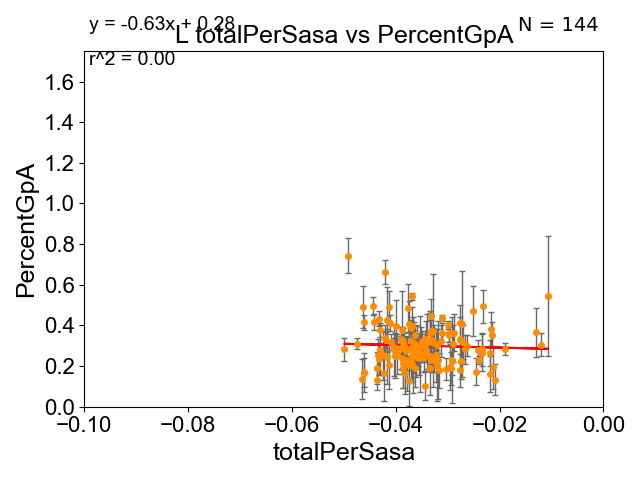 y = -0.63x + 0.28
L totalPerSasa vs PercentGpA
N = 144
r^2 = 0.00
PercentGpA
1.6
1.4
1.2
1.0
0.8
0.6
0.4
0.2
0.0
−0.10
−0.08
−0.06
−0.04
−0.02
0.00
totalPerSasa